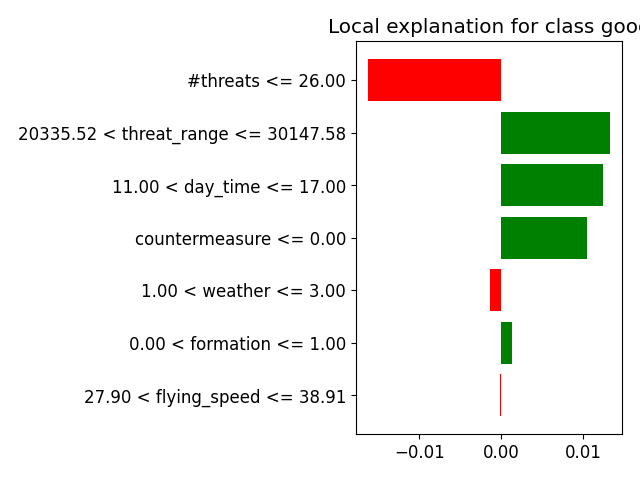 Local explanation for class good
#threats <= 26.00
20335.52 < threat_range <= 30147.58
11.00 < day_time <= 17.00
countermeasure <= 0.00
1.00 < weather <= 3.00
0.00 < formation <= 1.00
27.90 < flying_speed <= 38.91
−0.01 0.00 0.01